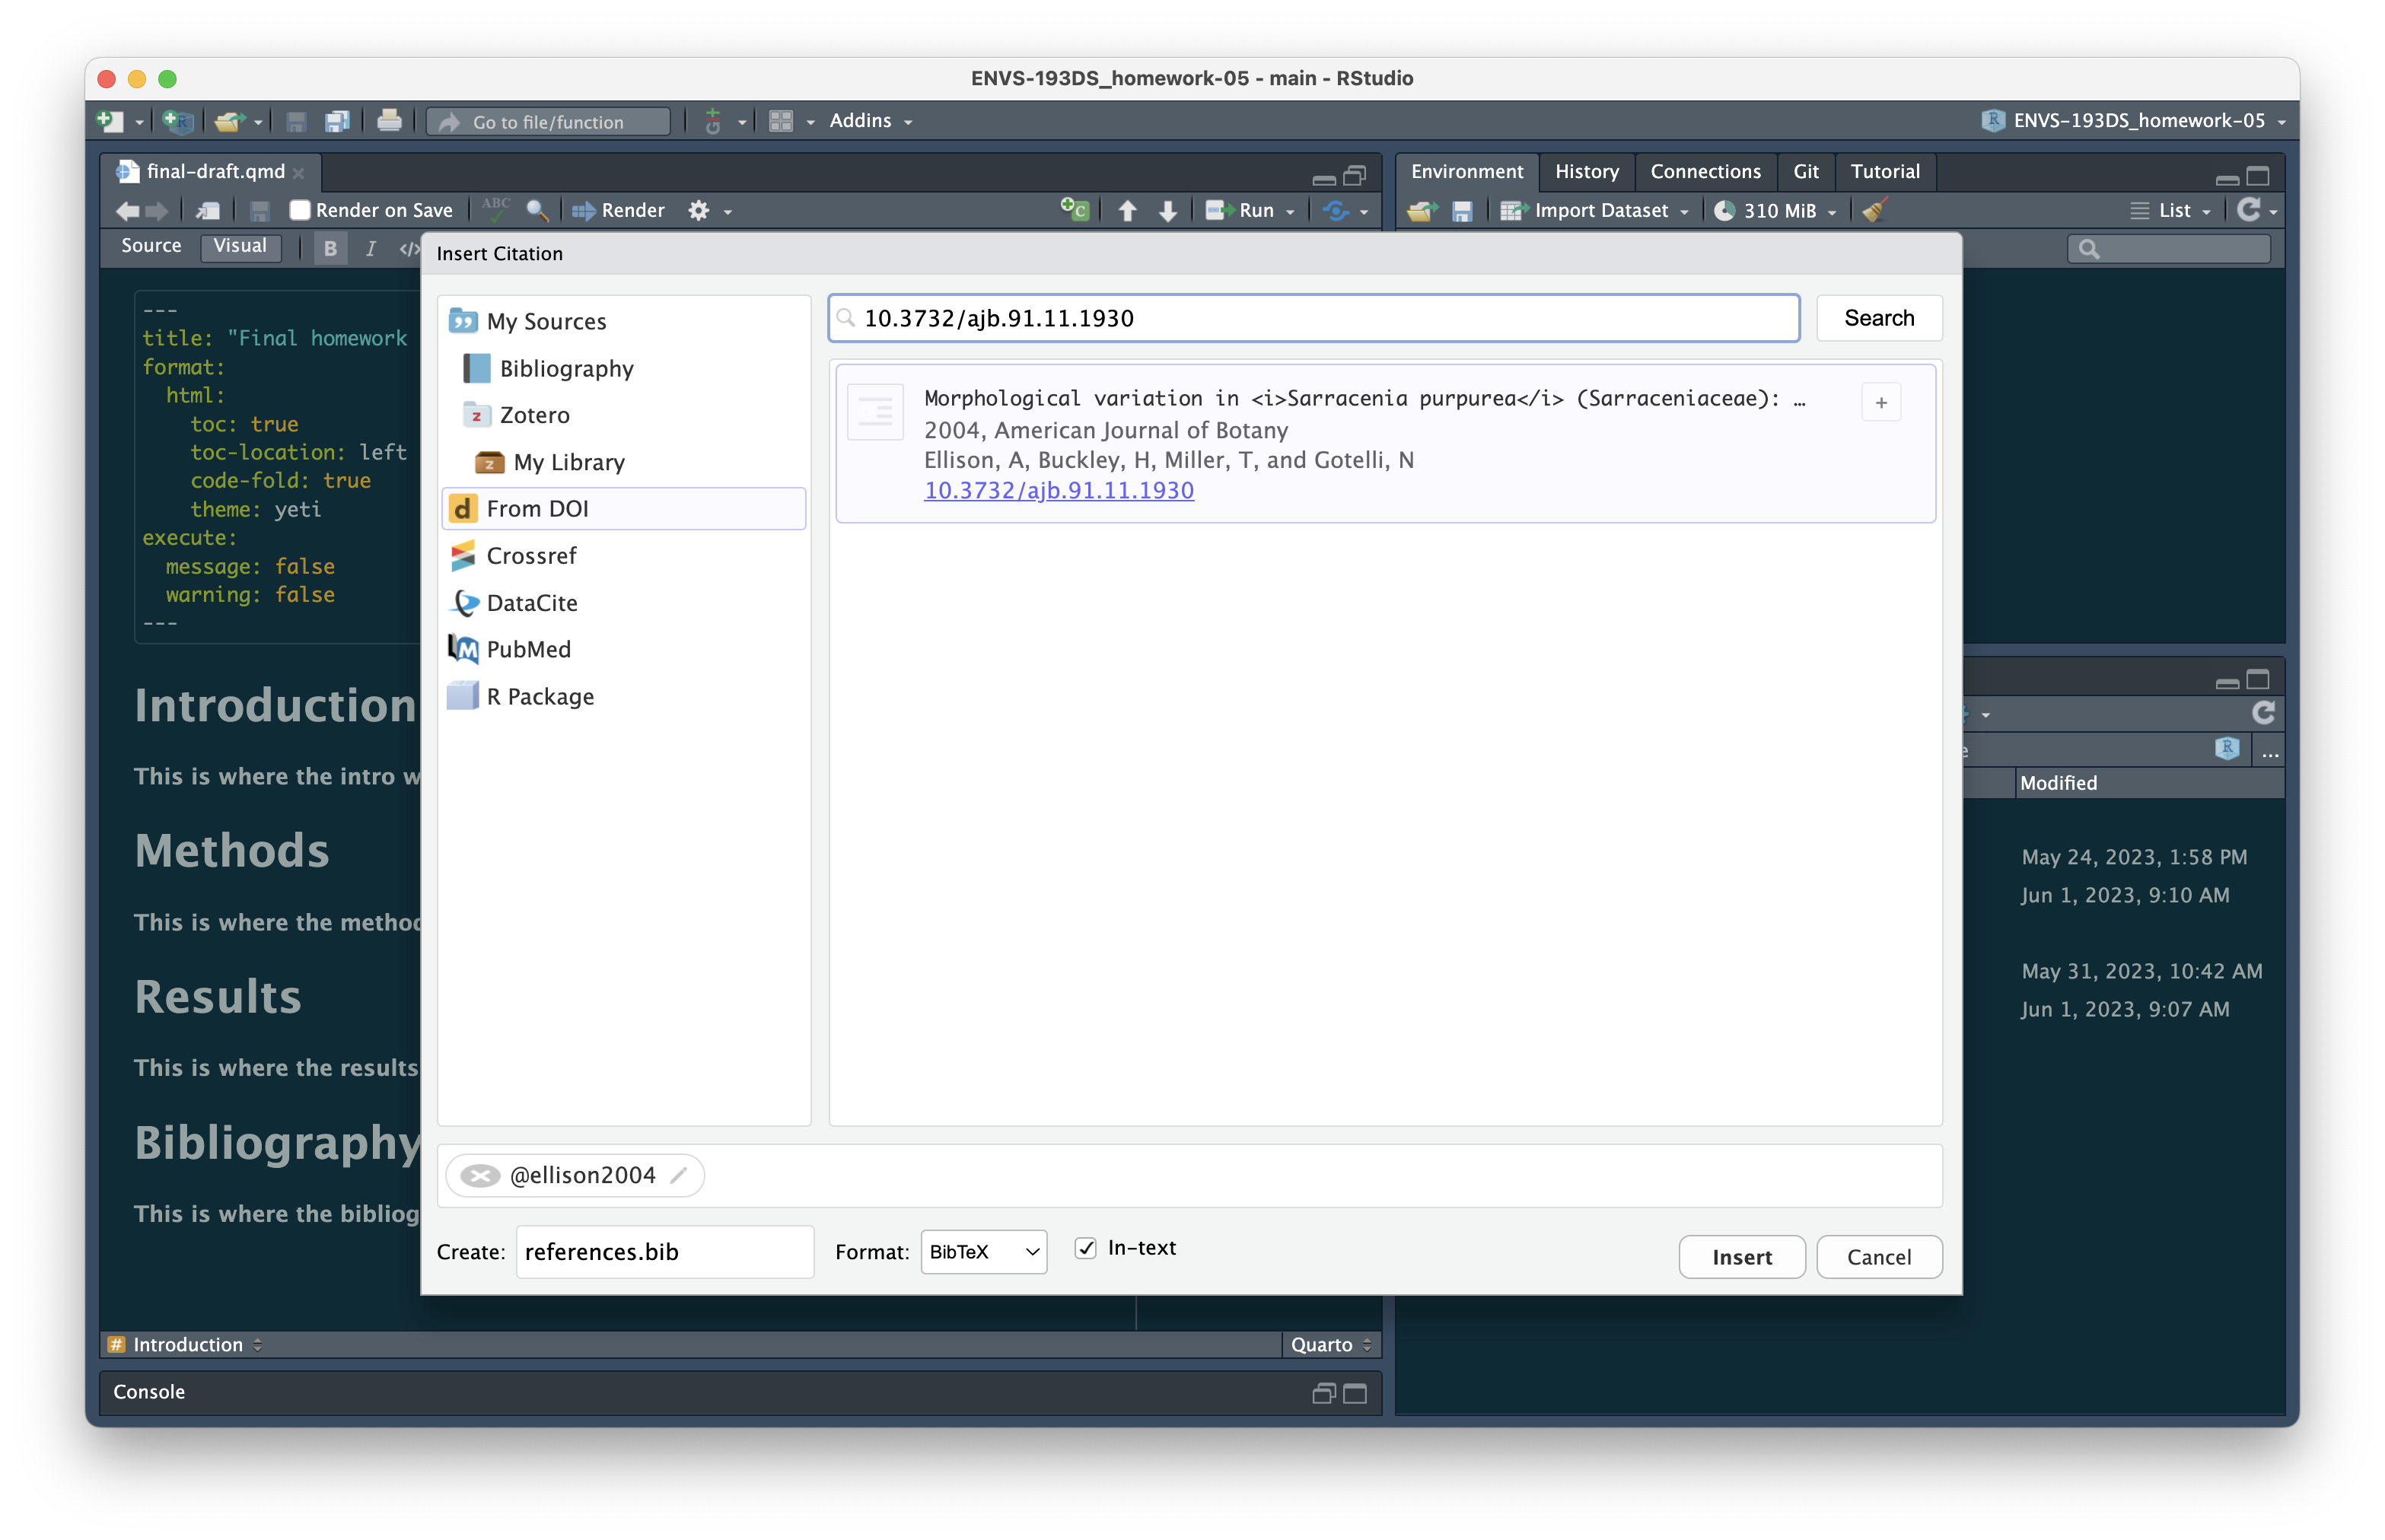 ENVS-193DS_homework-05 - main - RStudio
Go to file/function
Addins
ENVS-193DS_homework-05
final-draft.qmd
Render on Save
ABC
Render
Run
Source
Visual
B
I
</>
Environment
History
Connections
Git
Tutorial
Import Dataset
310 MiB
List
---
title: "Final homework
format:
html:
toc: true
toc-location: left
code-fold: true
theme: yeti
execute:
message: false
warning: false
---
Introduction
This is where the intro w
Methods
This is where the method
Results
This is where the results
Bibliography
This is where the bibliog
Insert Citation
My Sources
Bibliography
Zotero
My Library
From DOI
Crossref
DataCite
PubMed
R Package
10.3732/ajb.91.11.1930
Search
Morphological variation in <i>Sarracenia purpurea</i> (Sarraceniaceae): …
+
2004, American Journal of Botany
Ellison, A, Buckley, H, Miller, T, and Gotelli, N
10.3732/ajb.91.11.1930
@ellison2004
Create:
references.bib
Format:
BibTeX
In-text
Insert
Cancel
e
...
Modified
May 24, 2023, 1:58 PM
Jun 1, 2023, 9:10 AM
May 31, 2023, 10:42 AM
Jun 1, 2023, 9:07 AM
# Introduction
Quarto
Console